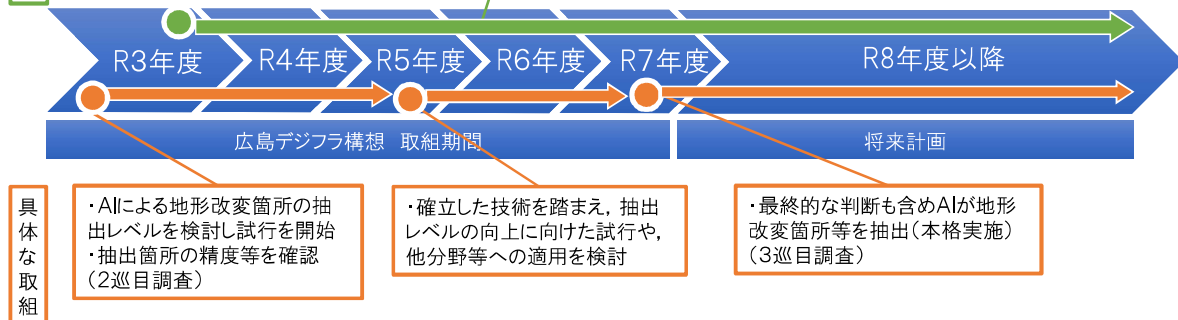 R3年度
R4年度
R5年度
R6年度
R7年度
R8年度以降
広島デジフラ構想 取組期間
将来計画
具体な取組
・AIによる地形改変箇所の抽
出レベルを検討し試行を開始
・抽出箇所の精度等を確認
(2巡目調査)
・確立した技術を踏まえ,抽出
レベルの向上に向けた試行や,
他分野等への適用を検討
・最終的な判断も含めAIが地形
改変箇所等を抽出(本格実施)
(3巡目調査)